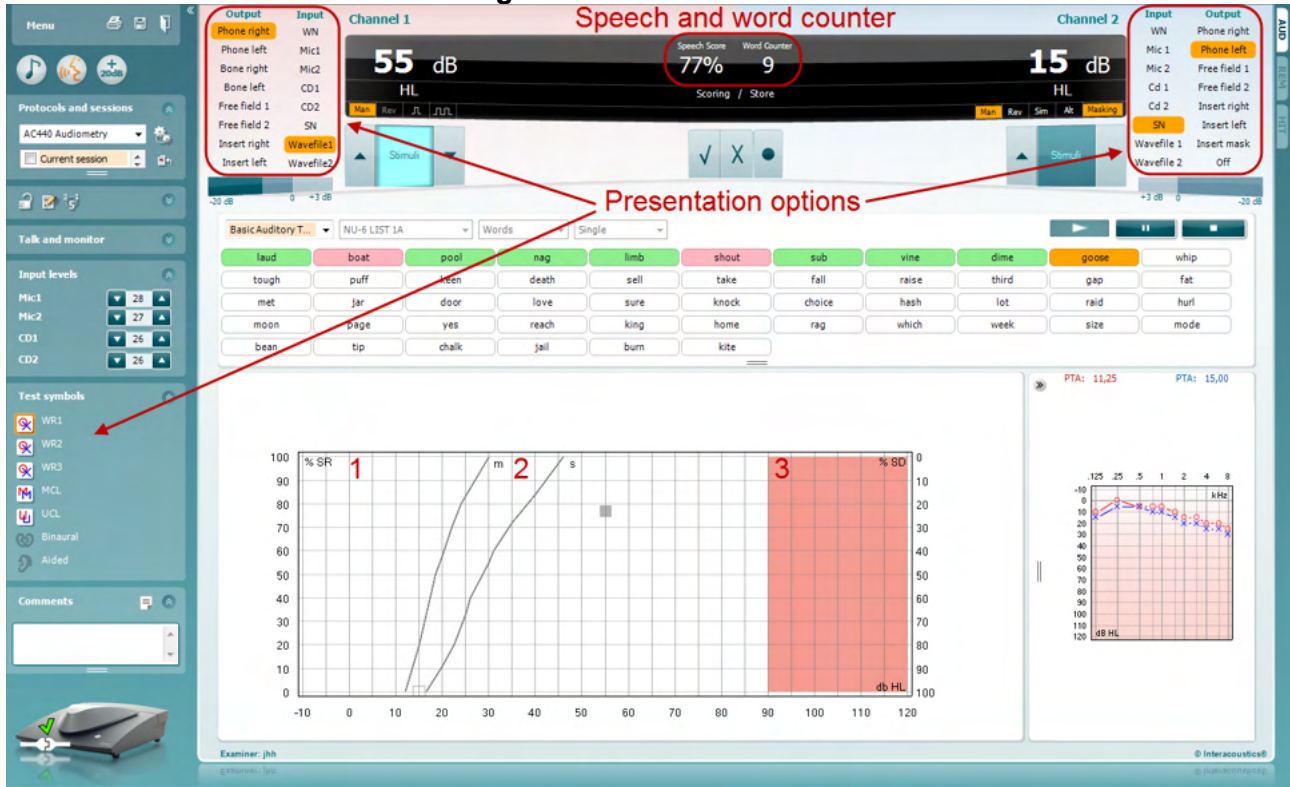 Menu
Output Input Channel 1 Speech and word counter Channel 2 Input Output
Phone right WN WN Phone right
Phone left Mic1 Mic 1 Phone left
Bone right Mic2 Mic 2 Free field 1
Bone left CD1 Cd 1 Free field 2
Free field 1 CD2 Cd 2 Insert right
Free field 2 SN SN Insert left
Insert right Wavefile1 Wavefile 1 Insert mask
Insert left Wavefile2 Wavefile 2 Off
Speech Score Word Counter
55 dB 77% 9 15 dB
HL Scoring / Store HL
Man Rev Man Rev Sim Alt Masking
Stimuli Stimuli
-20 dB 0 +3 dB +3 dB 0 -20 dB
Presentation options
20dB
Protocols and sessions
AC440 Audiometry
Current session
Talk and monitor
Input levels
Mic1 28
Mic2 27
CD1 26
CD2 26
Test symbols
WR1
WR2
WR3
MCL
UCL
Binaural
Aided
Comments
AUD
REM
HIT
Basic Auditory T... NU-6 LIST 1A Words Single
laud boat pool nag limb shout sub vine dime goose whip
tough puff keen death sell take fall raise third gap fat
met jar door love sure knock choice hash lot raid hurl
moon page yes reach king home rag which week size mode
bean tip chalk jail burn kite
PTA: 11,25 PTA: 15,00
% SR 1 m 2 s 3 % SD
100 0
90 10
80 20
70 30
60 40
50 50
40 60
30 70
20 80
10 90
0 db HL 100
-10 0 10 20 30 40 50 60 70 80 90 100 110 120
.125 .25 .5 1 2 4 8
kHz
-10
0
10
20
30
40
50
60
70
80
90
100
110
120 dB HL
Examiner: jhh © Interacoustics®